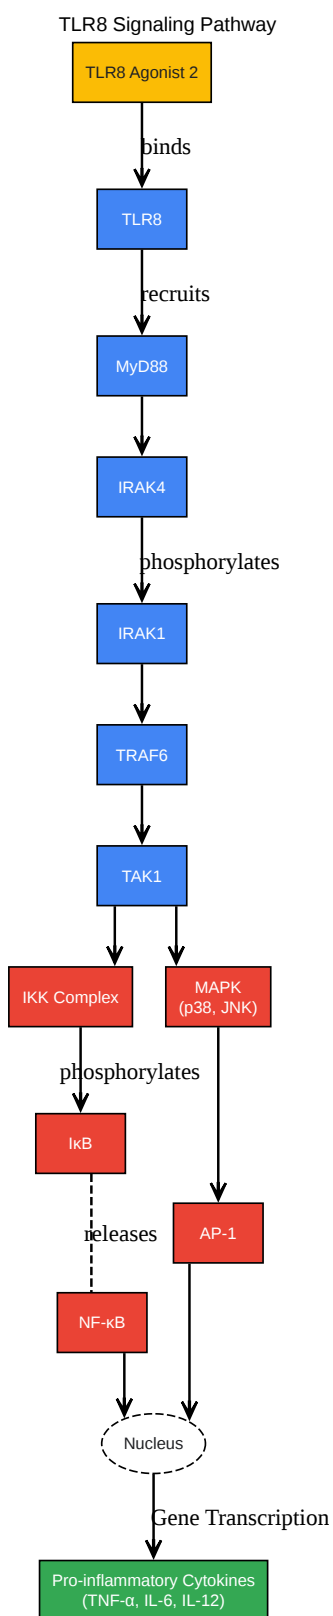 TLR8 Signaling Pathway
TLR8 Agonist 2
binds
TLR8
recruits
MyD88
IRAK4
phosphorylates
IRAK1
TRAF6
TAK1
IKK Complex
MAPK
(p38, JNK)
phosphorylates
IκB
releases
AP-1
NF-κB
Nucleus
Gene Transcription
Pro-inflammatory Cytokines
(TNF-α, IL-6, IL-12)